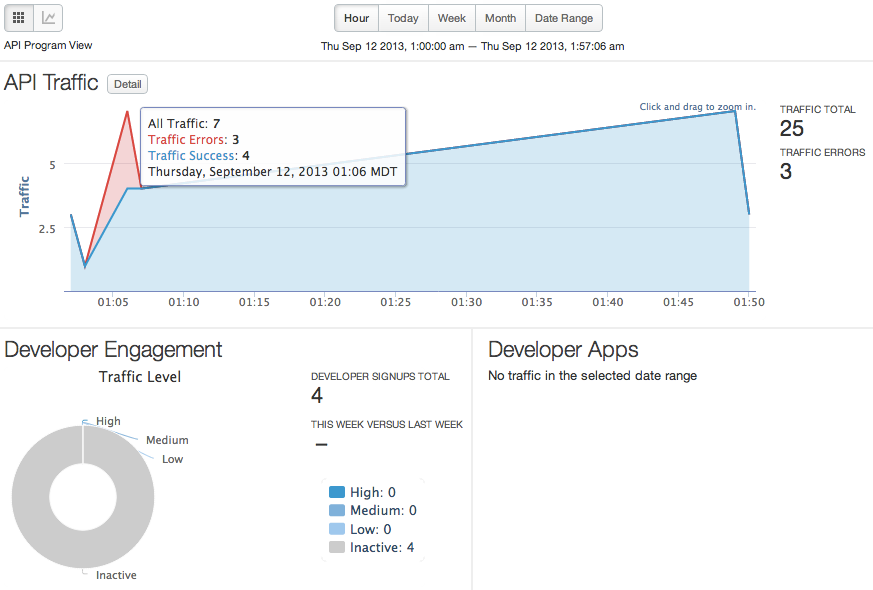 Hour Today Week Month Date Range
API Program View
Thu Sep 12 2013, 1:00:00 am — Thu Sep 12 2013, 1:57:06 am
API Traffic Detail
Click and drag to zoom in.
All Traffic: 7
Traffic Errors: 3
Traffic Success: 4
Thursday, September 12, 2013 01:06 MDT
TRAFFIC TOTAL
25
TRAFFIC ERRORS
3
Traffic
5
2.5
01:05 01:10 01:15 01:20 01:25 01:30 01:35 01:40 01:45 01:50
Developer Engagement
Traffic Level
High
Medium
Low
Inactive
DEVELOPER SIGNUPS TOTAL
4
THIS WEEK VERSUS LAST WEEK
–
High: 0
Medium: 0
Low: 0
Inactive: 4
Developer Apps
No traffic in the selected date range